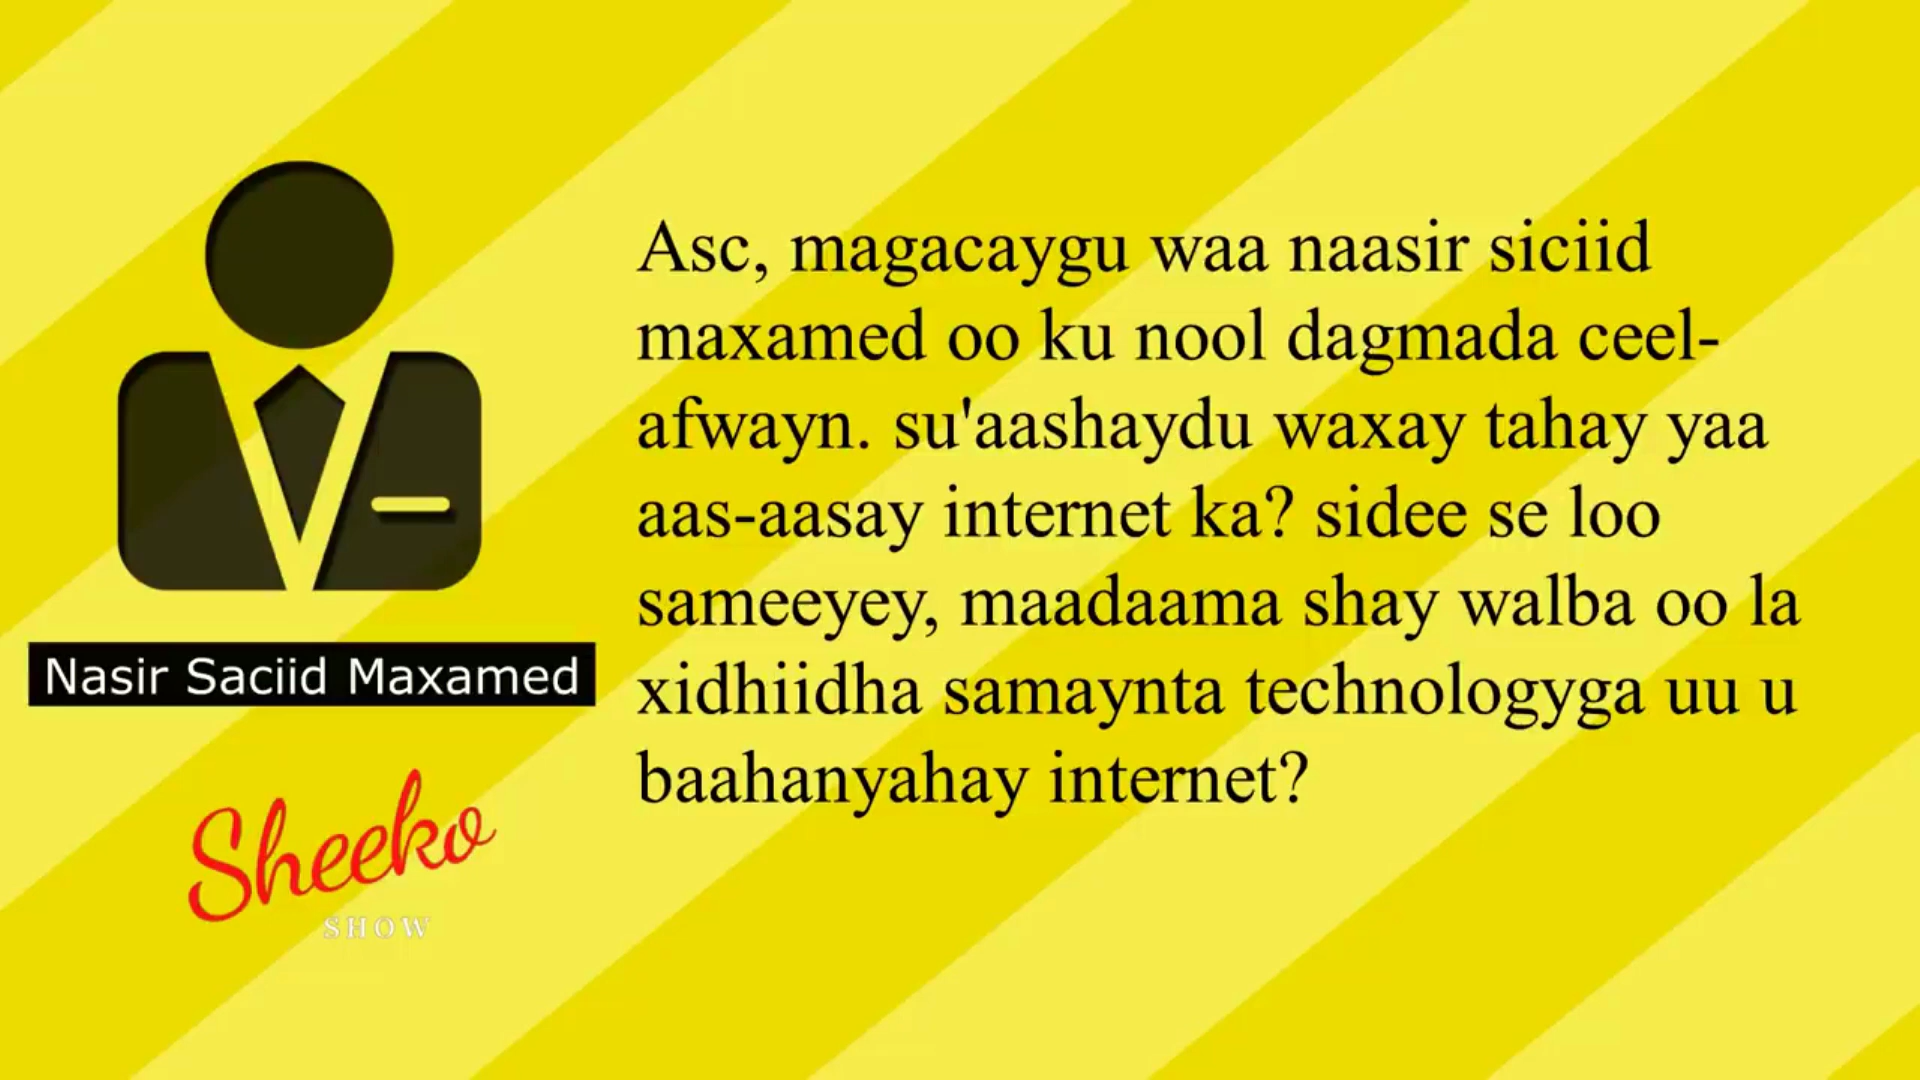 Asc, magacaygu waa naasir siciid
maxamed oo ku nool dagmada ceel-
afwayn. su'aashaydu waxay tahay yaa
aas-aasay internet ka? sidee se loo
sameeyey, maadaama shay walba oo la
xidhiidha samaynta technologyga uu u
baahanyahay internet?
Nasir Saciid Maxamed
Sheeko
SHOW